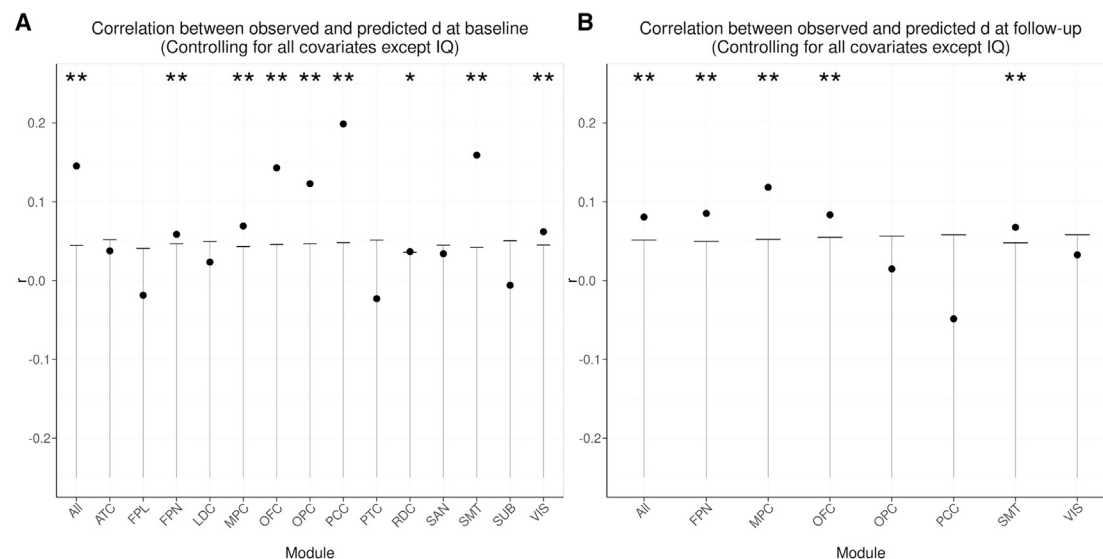 A
Correlation between observed and predicted d at baseline
(Controlling for all covariates except IQ)
** ** ** ** ** ** * ** **
0.2
0.1
0.0
-0.1
-0.2
r
All ATC FPL FPN LDC MPC OFC OPC PCC PTC RDC SAN SMT SUB VIS
Module
B
Correlation between observed and predicted d at follow-up
(Controlling for all covariates except IQ)
** ** ** ** **
0.2
0.1
0.0
-0.1
-0.2
r
All FPN MPC OFC OPC PCC SMT VIS
Module